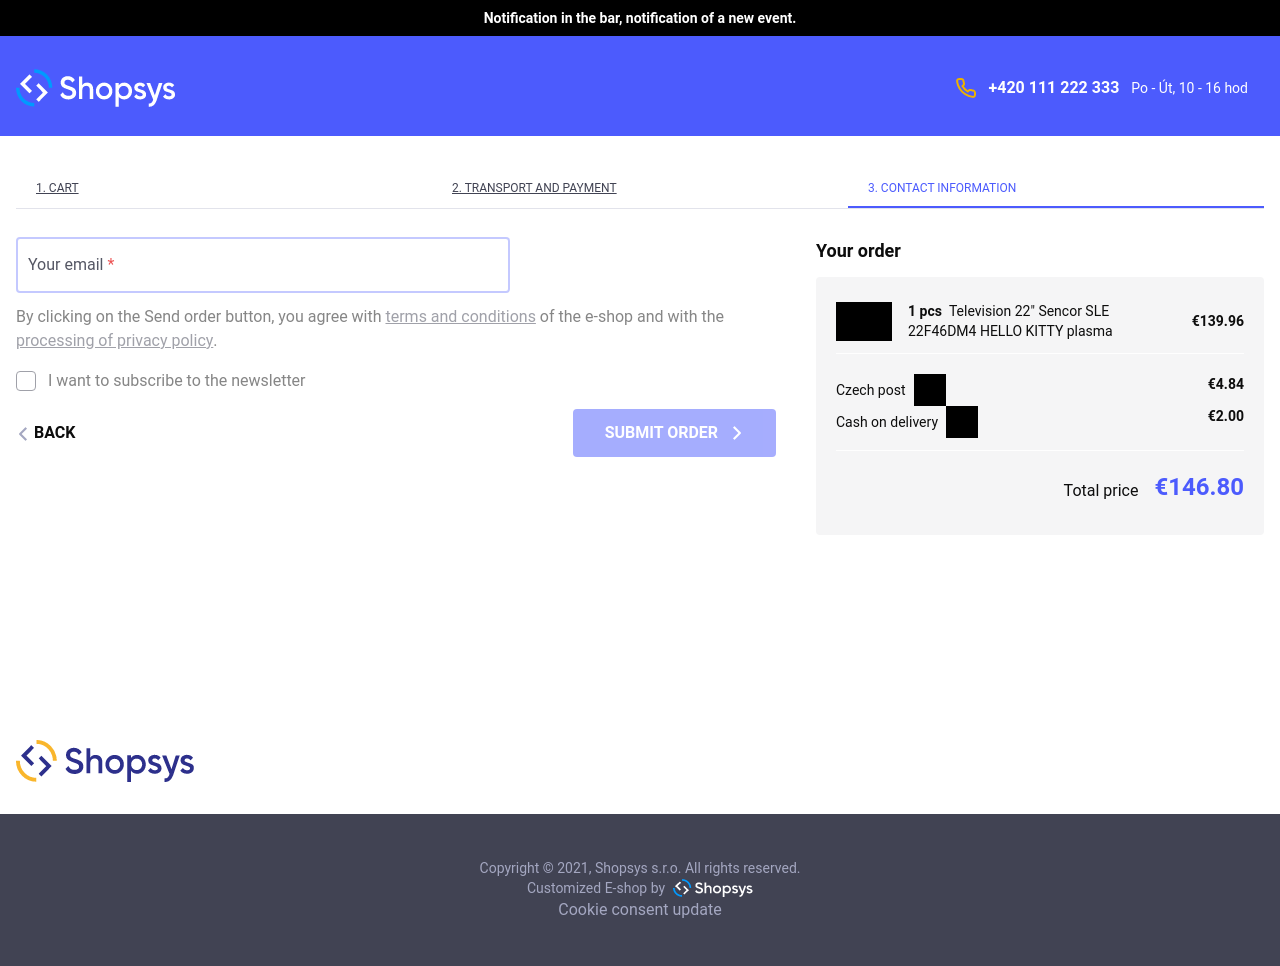 Notification in the bar, notification of a new event.
Shopsys
+420 111 222 333 Po - Út, 10 - 16 hod
1. CART
2. TRANSPORT AND PAYMENT
3. CONTACT INFORMATION
Your email *
By clicking on the Send order button, you agree with terms and conditions of the e-shop and with the
processing of privacy policy.
I want to subscribe to the newsletter
BACK
SUBMIT ORDER
Your order
1 pcs Television 22" Sencor SLE
22F46DM4 HELLO KITTY plasma
€139.96
Czech post
€4.84
Cash on delivery
€2.00
Total price €146.80
Shopsys
Copyright © 2021, Shopsys s.r.o. All rights reserved.
Customized E-shop by Shopsys
Cookie consent update